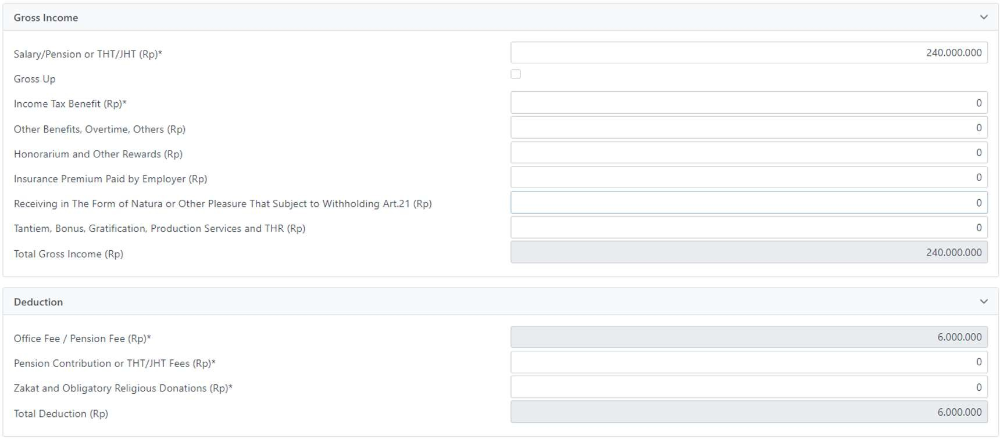 Gross Income
Salary/Pension or THT/JHT (Rp)* 240.000.000
Gross Up
Income Tax Benefit (Rp)* 0
Other Benefits, Overtime, Others (Rp) 0
Honorarium and Other Rewards (Rp) 0
Insurance Premium Paid by Employer (Rp) 0
Receiving in The Form of Natura or Other Pleasure That Subject to Withholding Art.21 (Rp) 0
Tantiem, Bonus, Gratification, Production Services and THR (Rp) 0
Total Gross Income (Rp) 240.000.000
Deduction
Office Fee / Pension Fee (Rp)* 6.000.000
Pension Contribution or THT/JHT Fees (Rp)* 0
Zakat and Obligatory Religious Donations (Rp)* 0
Total Deduction (Rp) 6.000.000